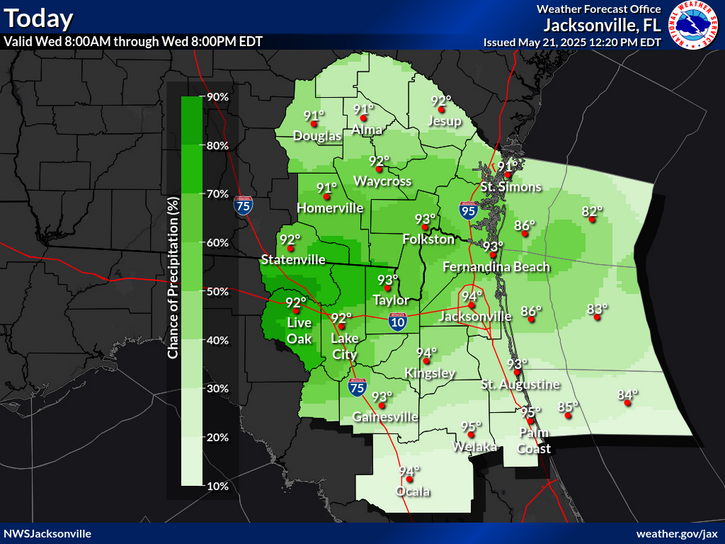 Today
Weather Forecast Office
Jacksonville, FL
Valid Wed 8:00AM through Wed 8:00PM EDT
Issued May 21, 2025 12:20 PM EDT
NATIONAL WEATHER SERVICE
Chance of Precipitation (%)
90%
80%
70%
60%
50%
40%
30%
20%
10%
91°
Douglas
91°
Alma
92°
Jesup
92°
Waycross
91°
St. Simons
91°
Homerville
75
95
93°
Folkston
86°
82°
92°
Statenville
93°
Fernandina Beach
93°
Taylor
94°
Jacksonville
92°
Live
Oak
92°
Lake
City
10
86°
83°
94°
Kingsley
93°
St. Augustine
75
93°
Gainesville
95°
Palm
Coast
85°
84°
95°
Welaka
94°
Ocala
NWSJacksonville
weather.gov/jax